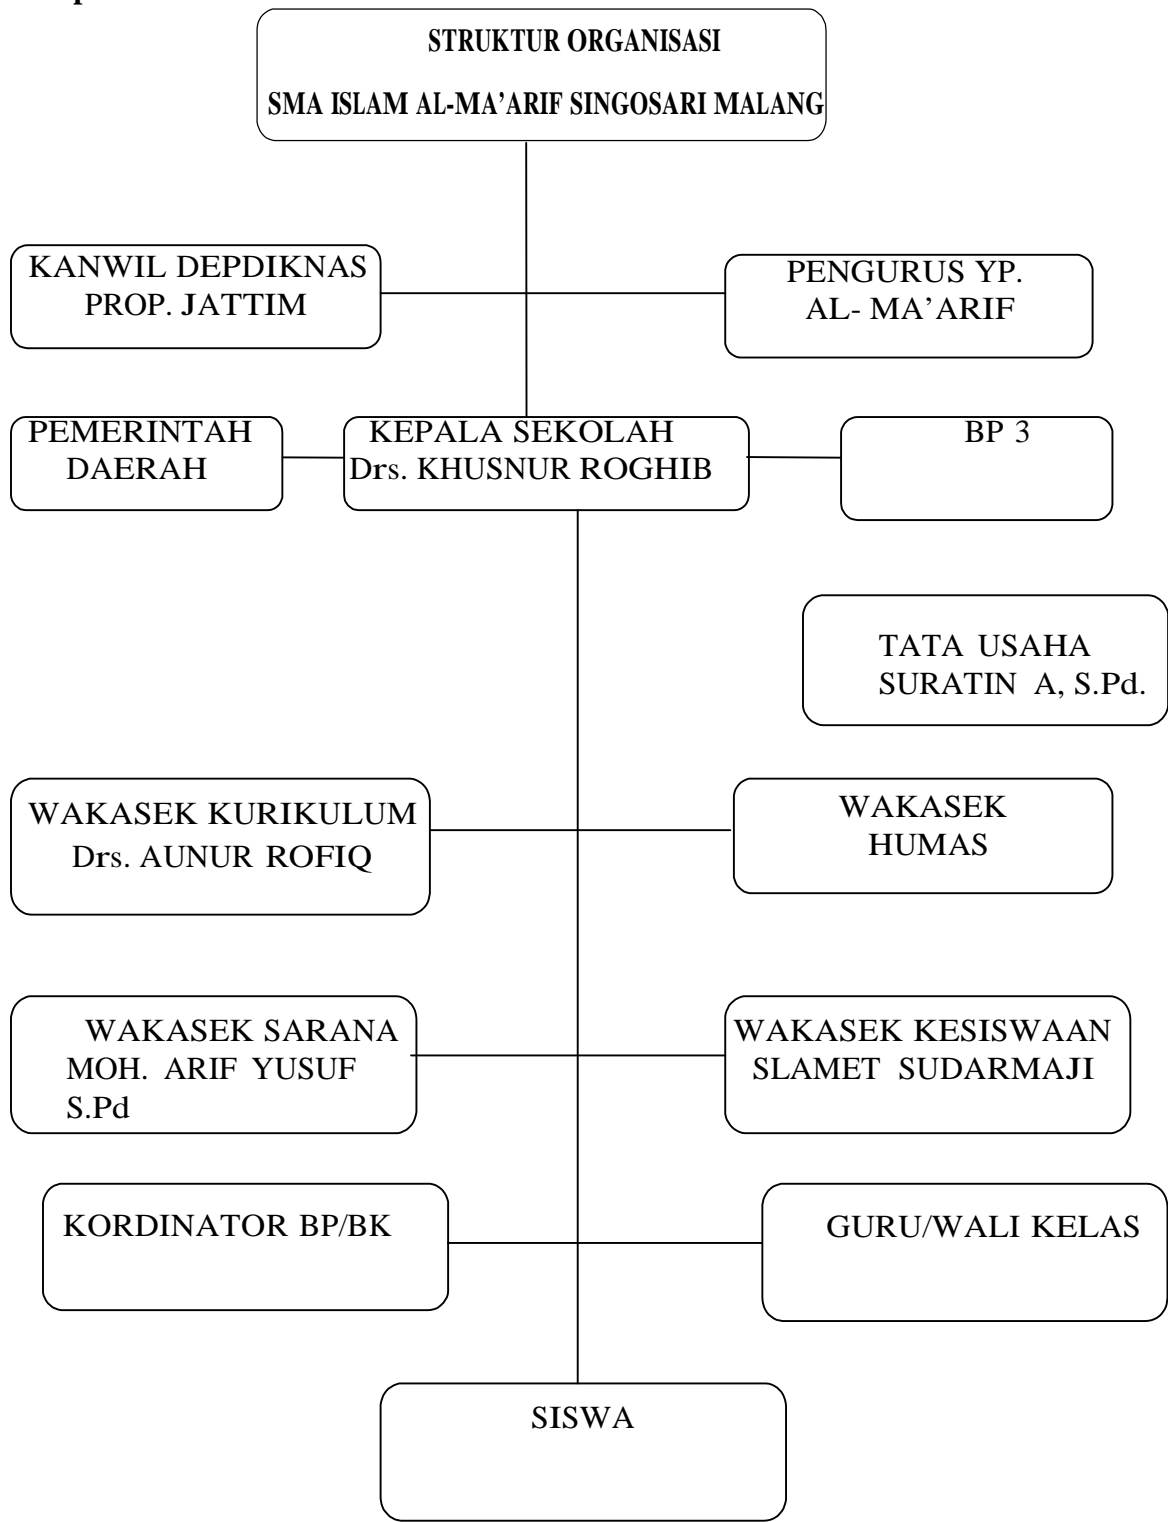 STRUKTUR ORGANISASI
SMA ISLAM AL-MA’ARIF SINGOSARI MALANG
KANWIL DEPDIKNAS
PROP. JATTIM
PENGURUS YP.
AL- MA’ARIF
PEMERINTAH
DAERAH
KEPALA SEKOLAH
Drs. KHUSNUR ROGHIB
BP 3
TATA USAHA
SURATIN A, S.Pd.
WAKASEK KURIKULUM
Drs. AUNUR ROFIQ
WAKASEK
HUMAS
WAKASEK SARANA
MOH. ARIF YUSUF
S.Pd
WAKASEK KESISWAAN
SLAMET SUDARMAJI
KORDINATOR BP/BK
GURU/WALI KELAS
SISWA